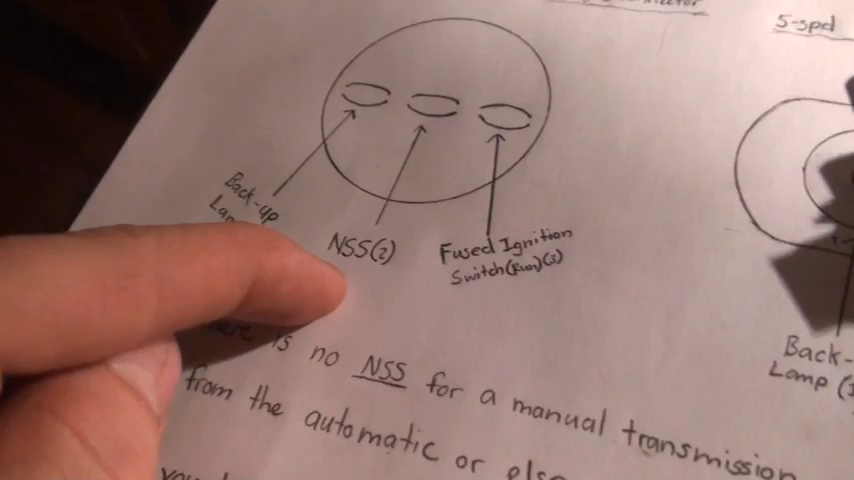 5-spd
Back-up
NSS(2)
Fused Ignition
Switch(Run)(3)
Back-
Lamp (1
is no NSS for a manual transmission
from the automatic or else